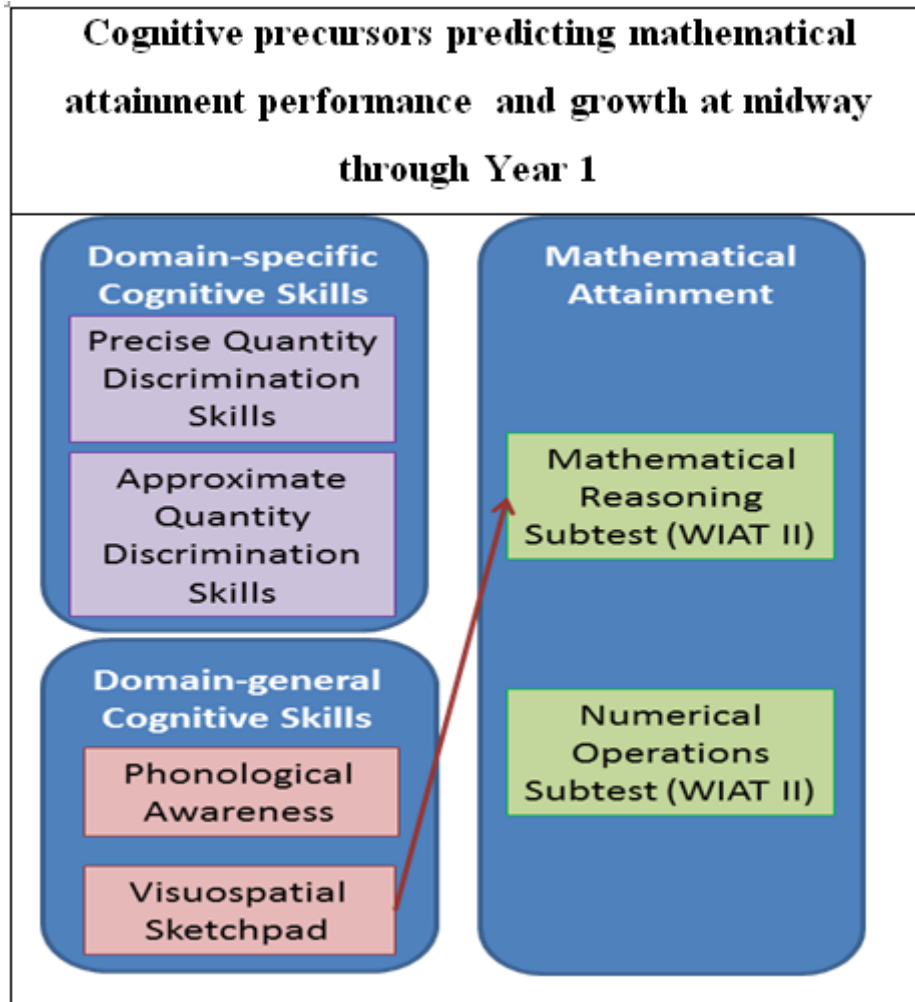 Cognitive precursors predicting mathematical
attainment performance and growth at midway
through Year 1
Domain-specific
Cognitive Skills
Precise Quantity
Discrimination
Skills
Approximate
Quantity
Discrimination
Skills
Domain-general
Cognitive Skills
Phonological
Awareness
Visuospatial
Sketchpad
Mathematical
Attainment
Mathematical
Reasoning
Subtest (WIAT II)
Numerical
Operations
Subtest (WIAT II)